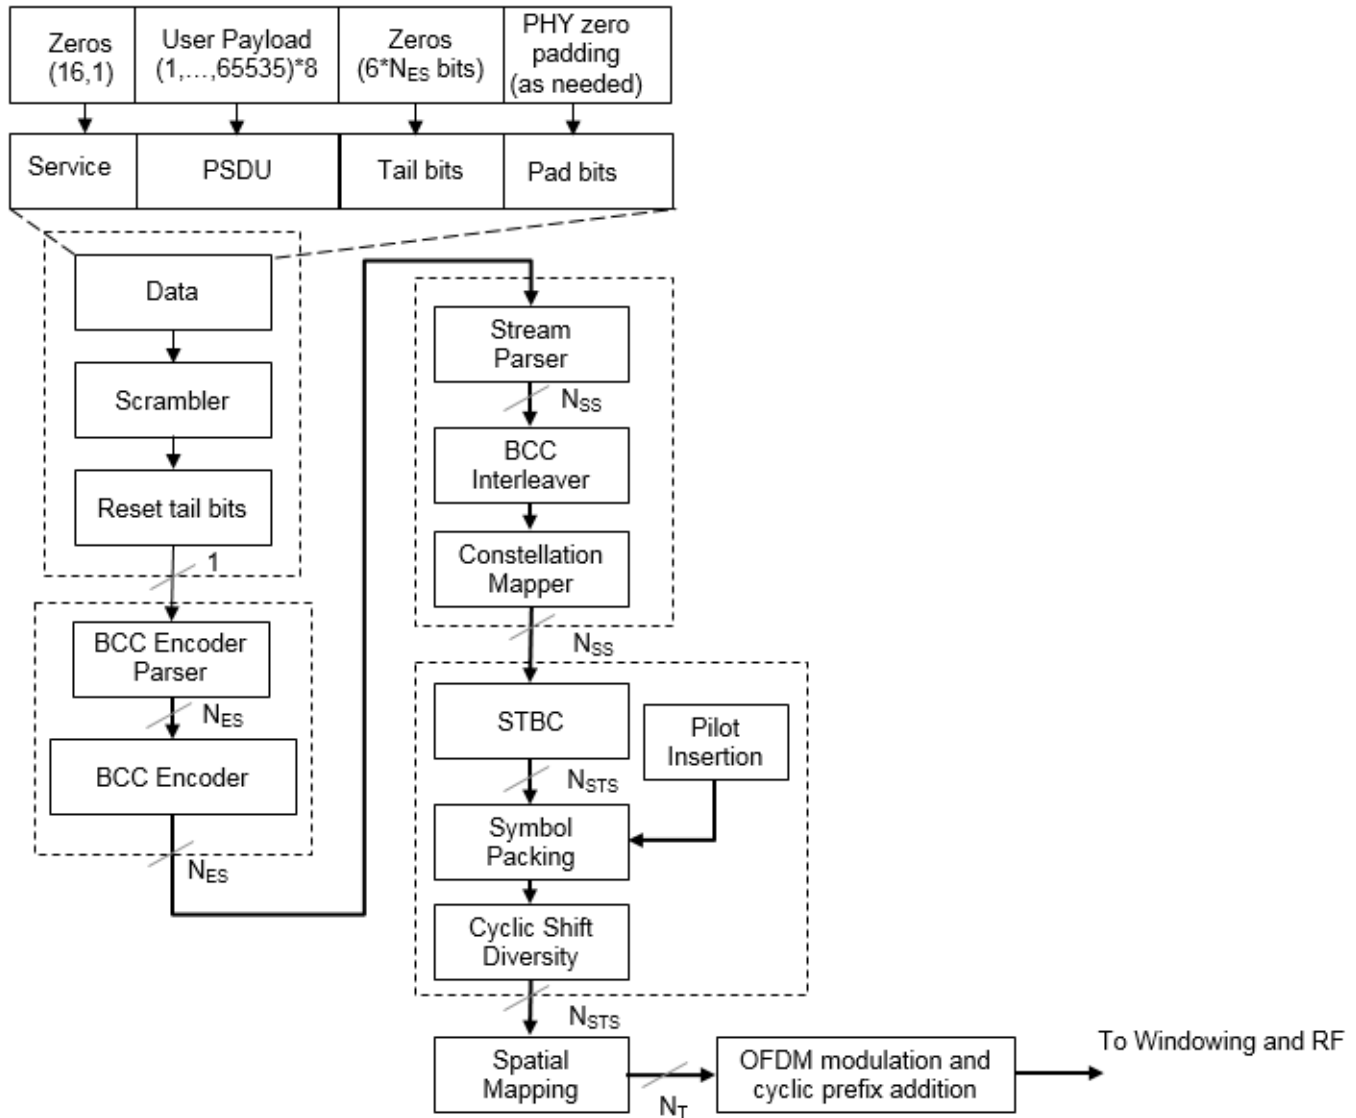 Zeros
(16,1)
User Payload
(1,...,65535)*8
Zeros
(6*N_ES bits)
PHY zero
padding
(as needed)
Service
PSDU
Tail bits
Pad bits
Data
Scrambler
Reset tail bits
1
BCC Encoder
Parser
N_ES
BCC Encoder
N_ES
Stream
Parser
N_SS
BCC
Interleaver
Constellation
Mapper
N_SS
STBC
Pilot
Insertion
N_STS
Symbol
Packing
Cyclic Shift
Diversity
N_STS
Spatial
Mapping
N_T
OFDM modulation and
cyclic prefix addition
To Windowing and RF